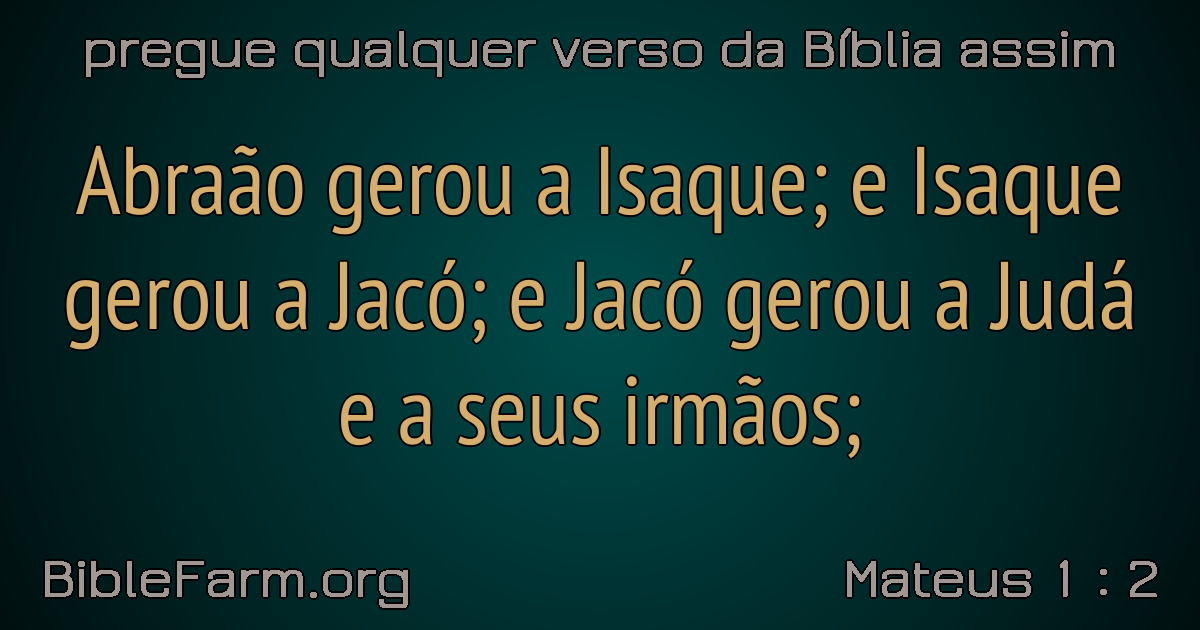 pregue qualquer verso da Bíblia assim
Abraão gerou a Isaque; e Isaque
gerou a Jacó; e Jacó gerou a Judá
e a seus irmãos;
BibleFarm.org
Mateus 1 : 2